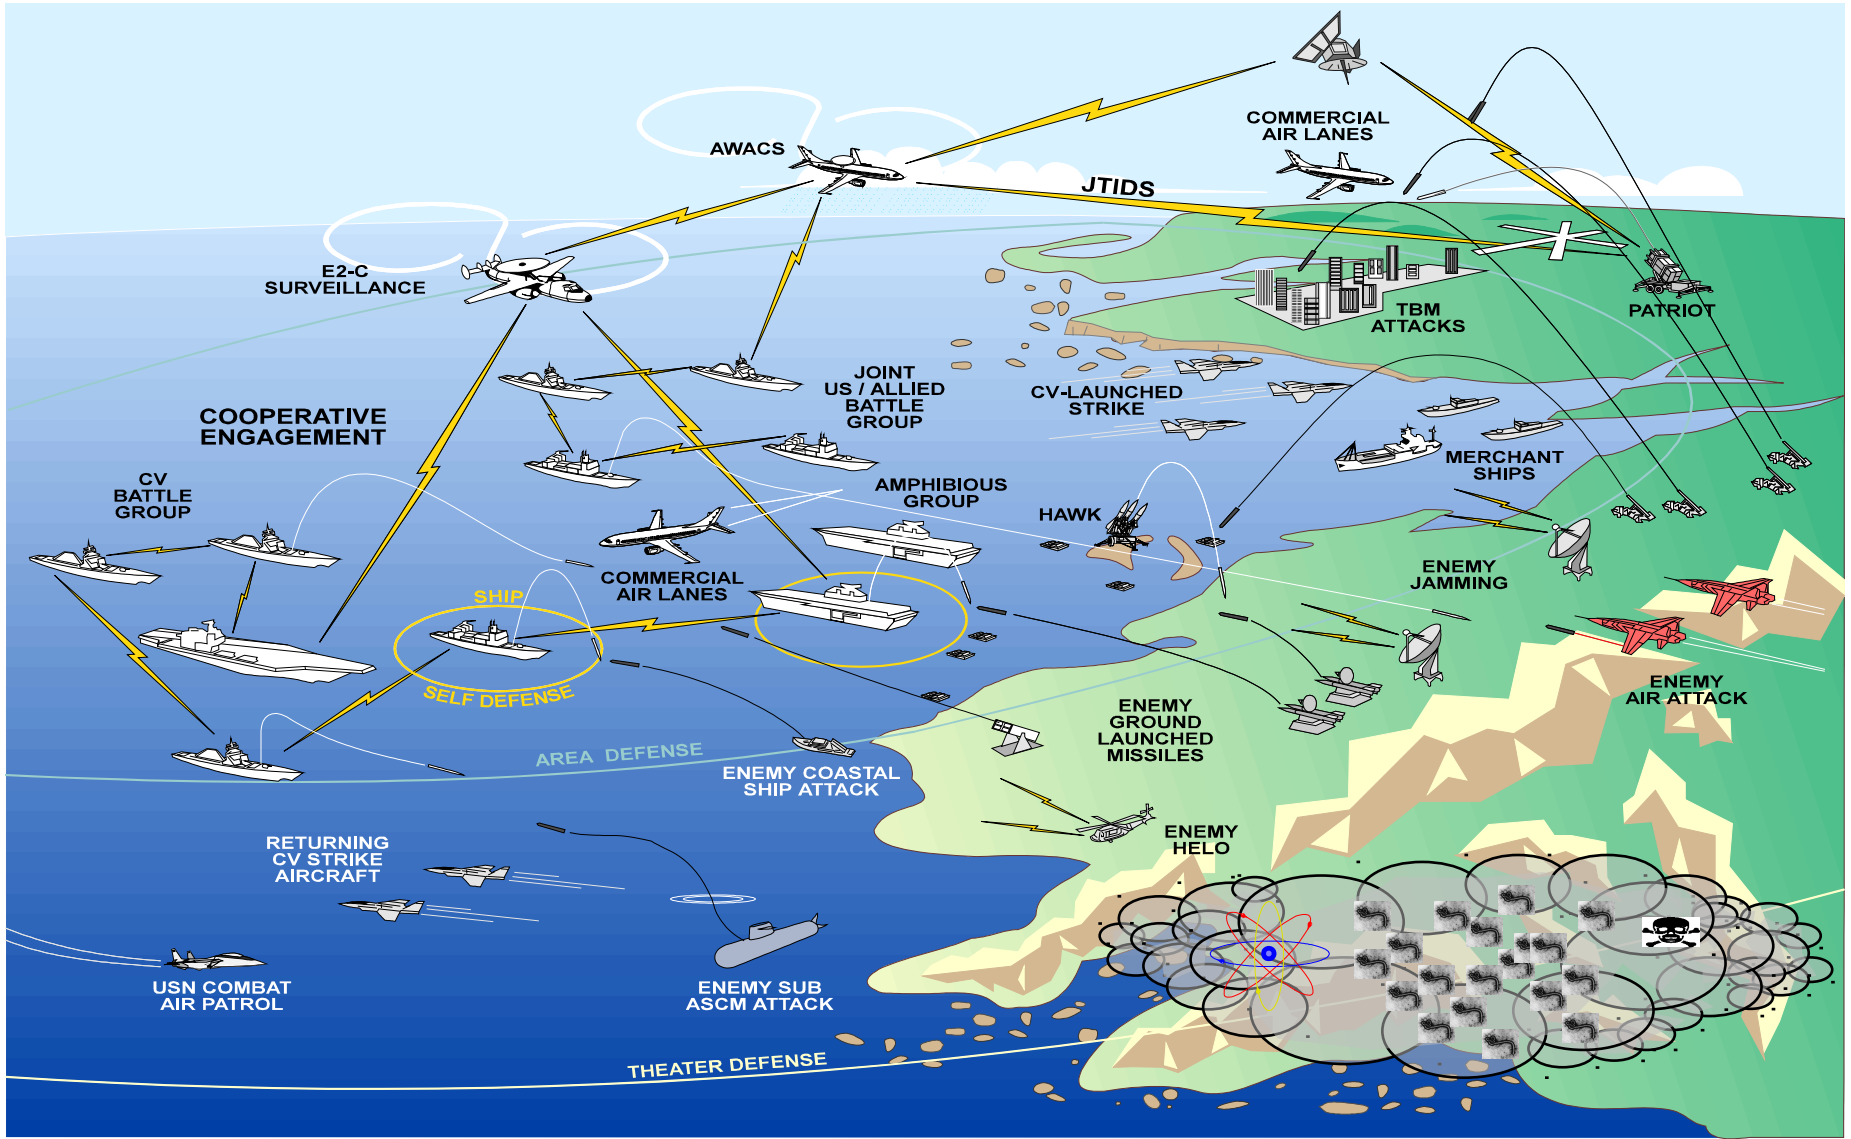 COMMERCIAL
AIR LANES
AWACS
JTIDS
E2-C
SURVEILLANCE
TBM
ATTACKS
PATRIOT
JOINT
US / ALLIED
BATTLE
GROUP
CV-LAUNCHED
STRIKE
COOPERATIVE
ENGAGEMENT
MERCHANT
SHIPS
CV
BATTLE
GROUP
AMPHIBIOUS
GROUP
HAWK
COMMERCIAL
AIR LANES
ENEMY
JAMMING
SHIP
SELF DEFENSE
ENEMY
AIR ATTACK
ENEMY
GROUND
LAUNCHED
MISSILES
AREA DEFENSE
ENEMY COASTAL
SHIP ATTACK
RETURNING
CV STRIKE
AIRCRAFT
ENEMY
HELO
USN COMBAT
AIR PATROL
ENEMY SUB
ASCM ATTACK
THEATER DEFENSE